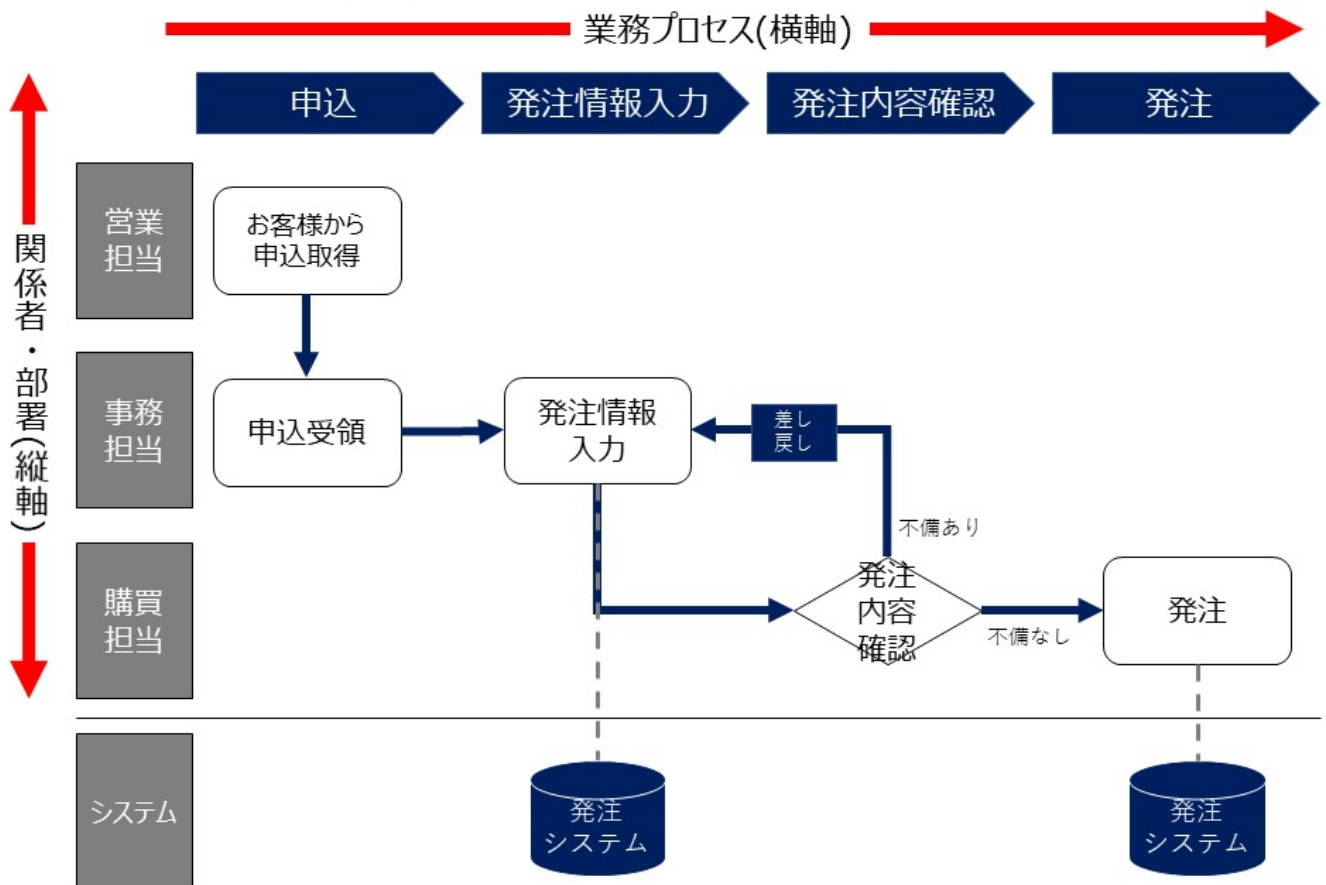 業務プロセス(横軸)
申込
発注情報入力
発注内容確認
発注
関係者・部署(縦軸)
営業
担当
お客様から
申込取得
事務
担当
申込受領
発注情報
入力
差し
戻し
不備あり
購買
担当
発注
内容
確認
不備なし
発注
システム
発注
システム
発注
システム